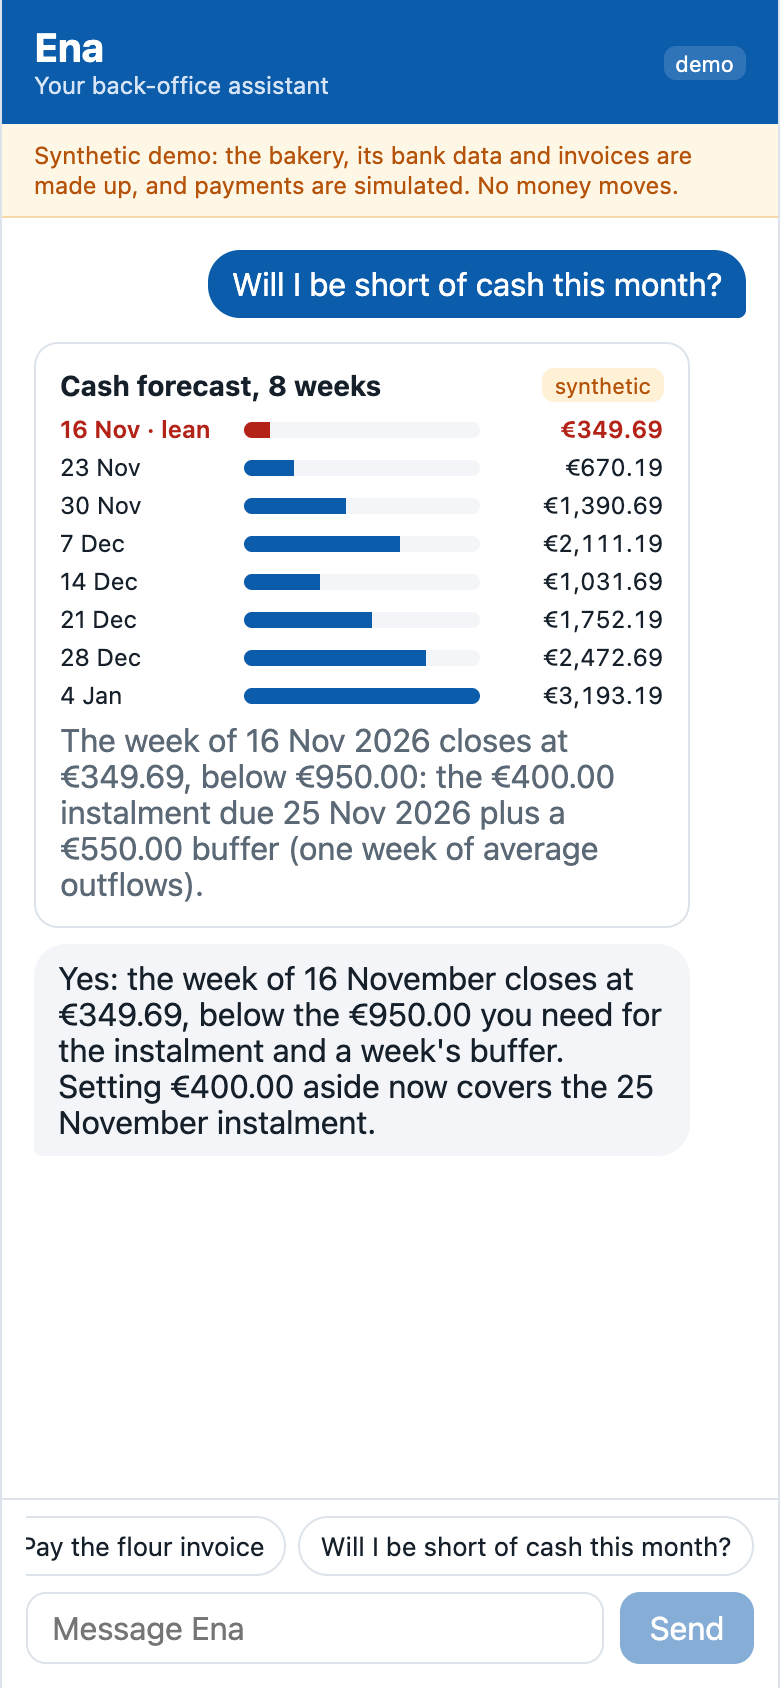 Ena
Your back-office assistant
demo
Synthetic demo: the bakery, its bank data and invoices are
made up, and payments are simulated. No money moves.
Will I be short of cash this month?
Cash forecast, 8 weeks
synthetic
16 Nov · lean €349.69
23 Nov €670.19
30 Nov €1,390.69
7 Dec €2,111.19
14 Dec €1,031.69
21 Dec €1,752.19
28 Dec €2,472.69
4 Jan €3,193.19
The week of 16 Nov 2026 closes at
€349.69, below €950.00: the €400.00
instalment due 25 Nov 2026 plus a
€550.00 buffer (one week of average
outflows).
Yes: the week of 16 November closes at
€349.69, below the €950.00 you need for
the instalment and a week's buffer.
Setting €400.00 aside now covers the 25
November instalment.
Pay the flour invoice
Will I be short of cash this month?
Message Ena
Send